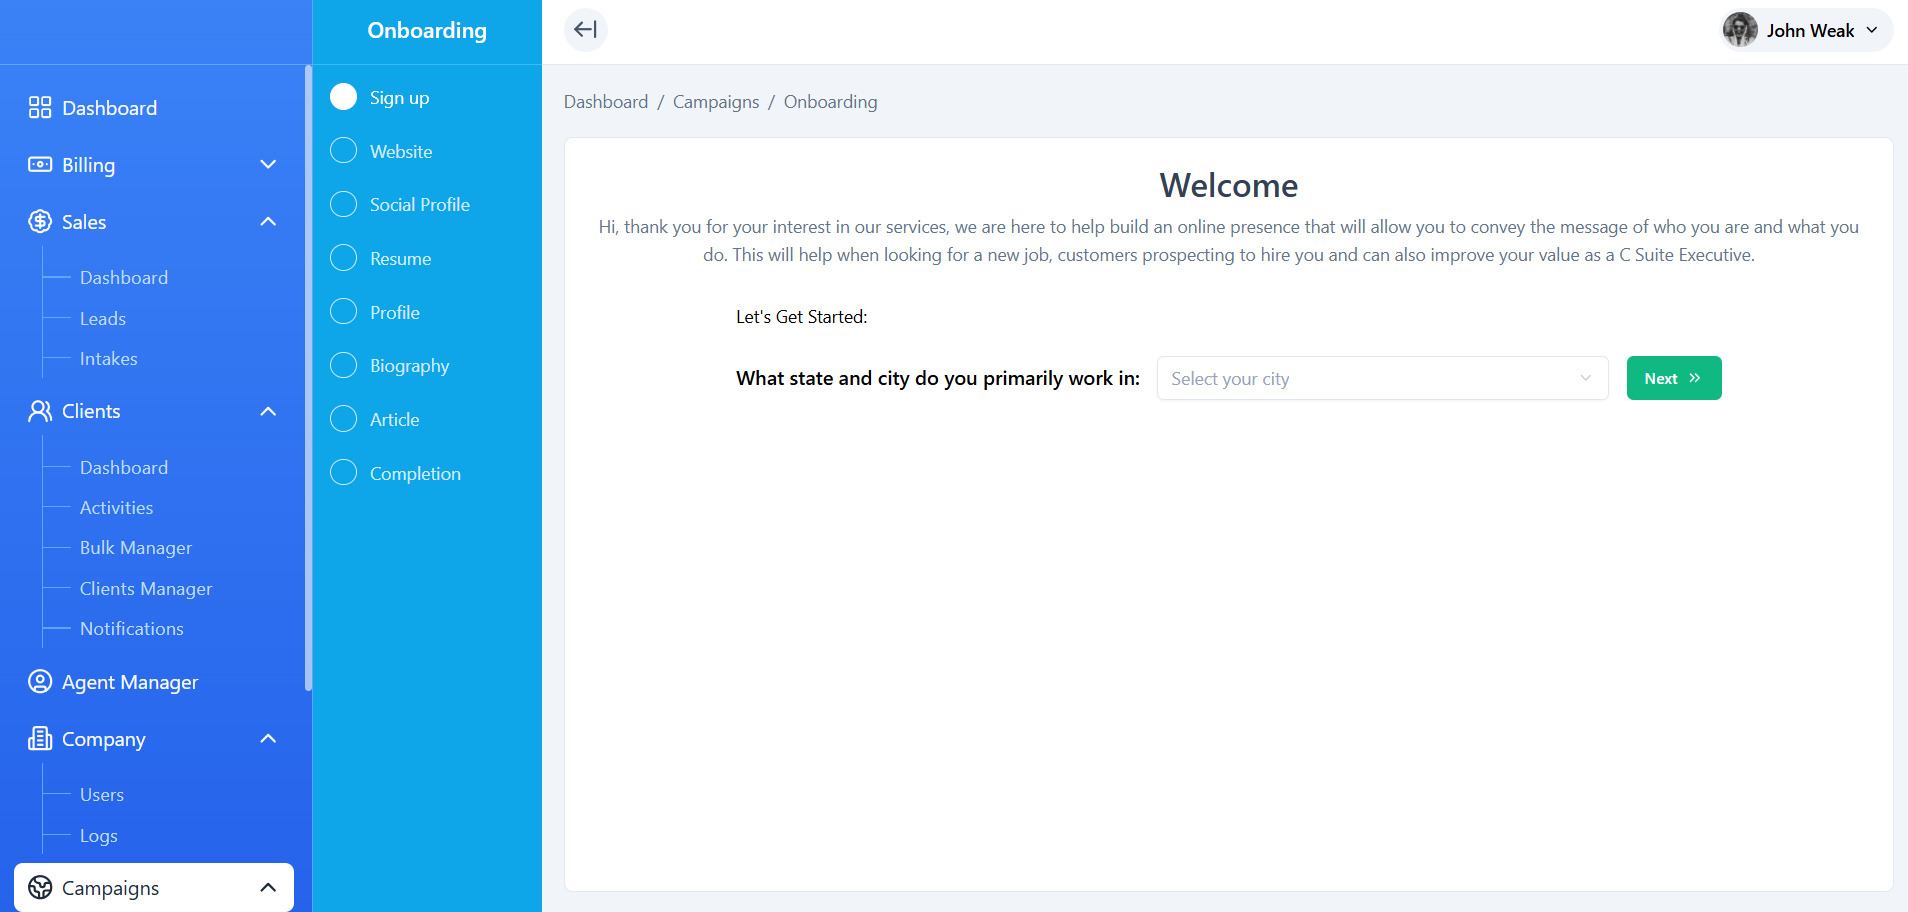 Dashboard
Billing
Sales
Dashboard
Leads
Intakes
Clients
Dashboard
Activities
Bulk Manager
Clients Manager
Notifications
Agent Manager
Company
Users
Logs
Campaigns
Onboarding
Sign up
Website
Social Profile
Resume
Profile
Biography
Article
Completion
John Weak
Dashboard / Campaigns / Onboarding
Welcome
Hi, thank you for your interest in our services, we are here to help build an online presence that will allow you to convey the message of who you are and what you
do. This will help when looking for a new job, customers prospecting to hire you and can also improve your value as a C Suite Executive.
Let's Get Started:
What state and city do you primarily work in: Select your city Next